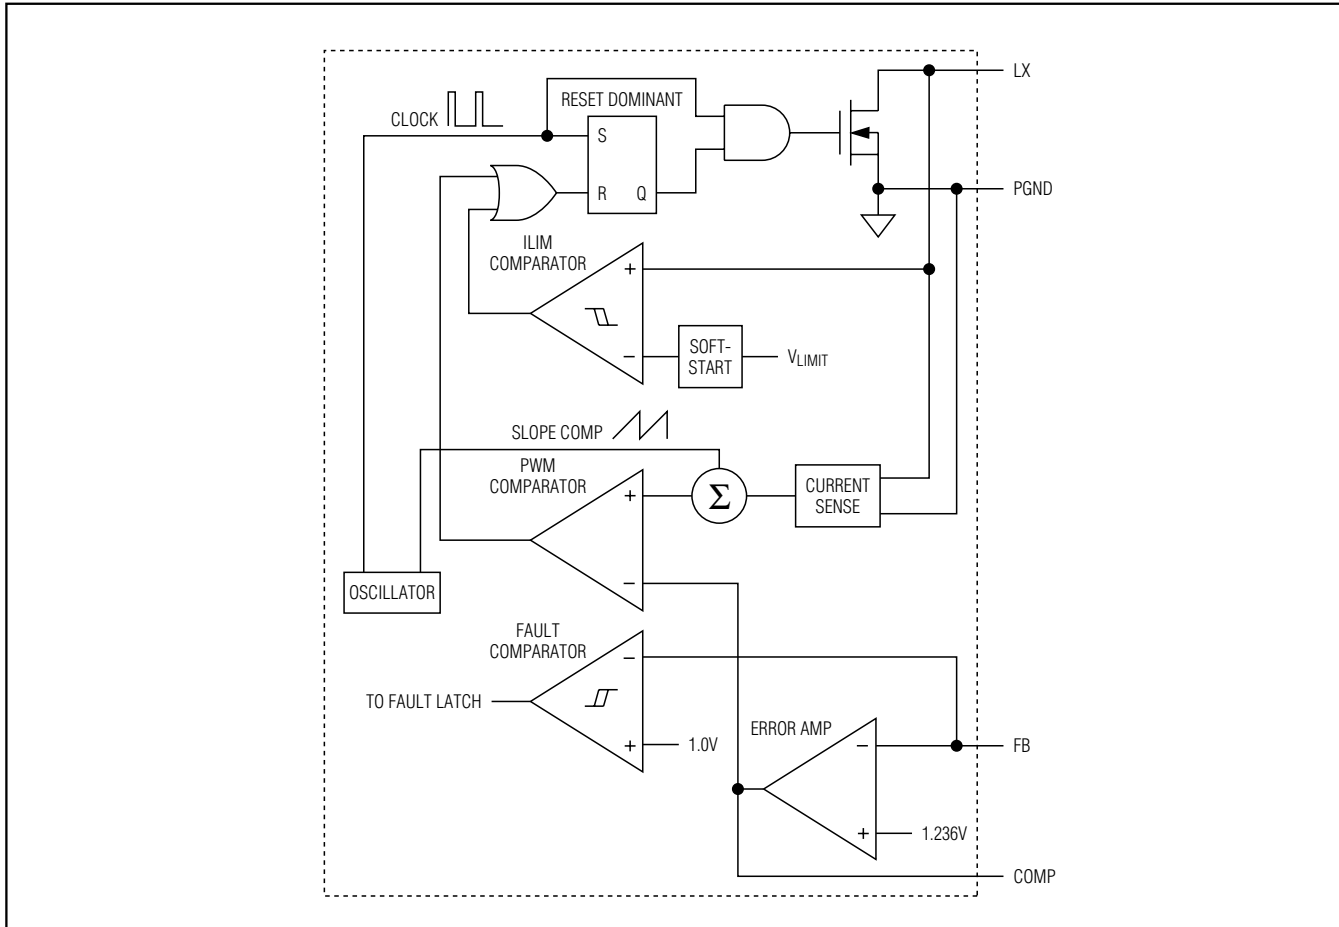 LX
RESET DOMINANT
CLOCK
S
R Q
PGND
ILIM
COMPARATOR
+
−
SOFT-
START
VLIMIT
SLOPE COMP
PWM
COMPARATOR
+
Σ
CURRENT
SENSE
−
OSCILLATOR
FAULT
COMPARATOR
−
TO FAULT LATCH
+
1.0V
ERROR AMP
−
FB
+
1.236V
COMP